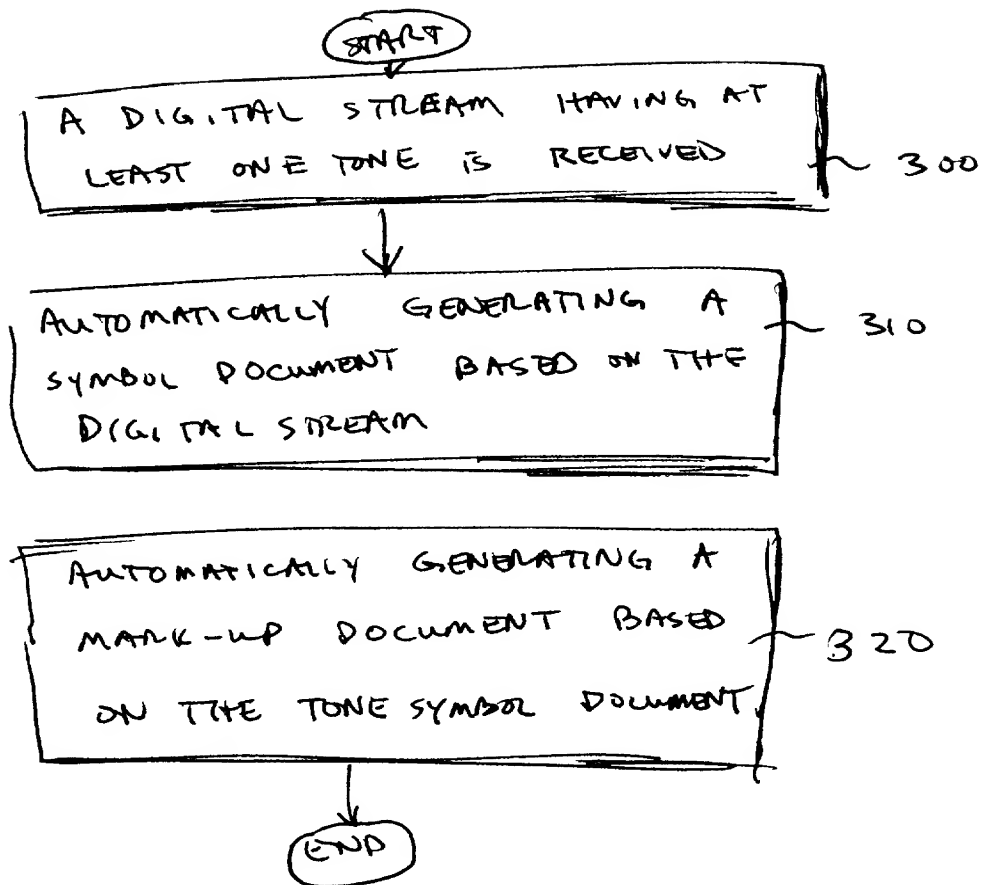 START
A DIGITAL STREAM HAVING AT
LEAST ONE TONE IS RECEIVED
300
AUTOMATICALLY GENERATING A
310
SYMBOL DOCUMENT BASED ON THE
DIGITAL STREAM
AUTOMATICALLY GENERATING A
MARK-UP DOCUMENT BASED
320
ON THE TONE SYMBOL DOCUMENT.
END